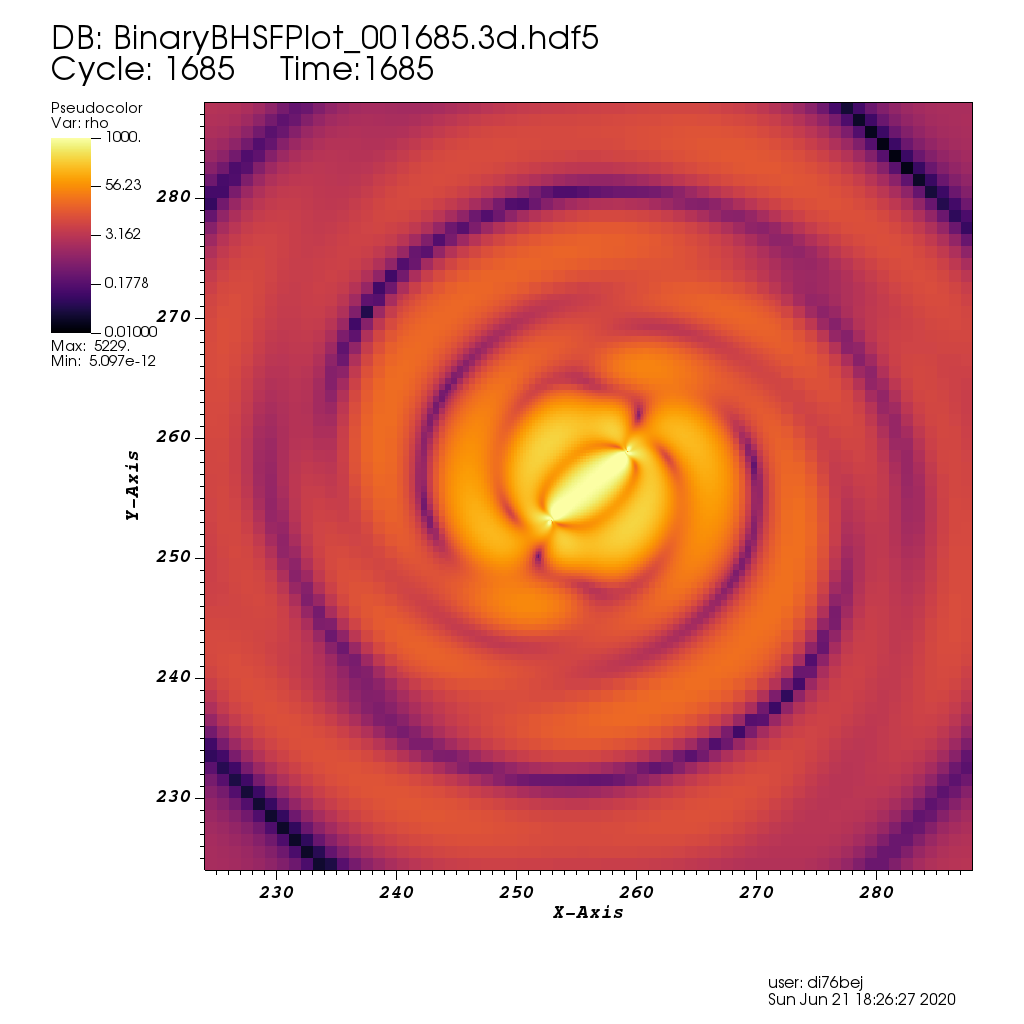 DB: BinaryBHSFPlot_001685.3d.hdf5
Cycle: 1685 Time:1685
Pseudocolor
Var: rho
1000.
56.23
3.162
0.1778
0.01000
Max: 5229.
Min: 5.097e-12
280
270
260
250
240
230
Y-Axis
230 240 250 260 270 280
X-Axis
user: di76bej
Sun Jun 21 18:26:27 2020